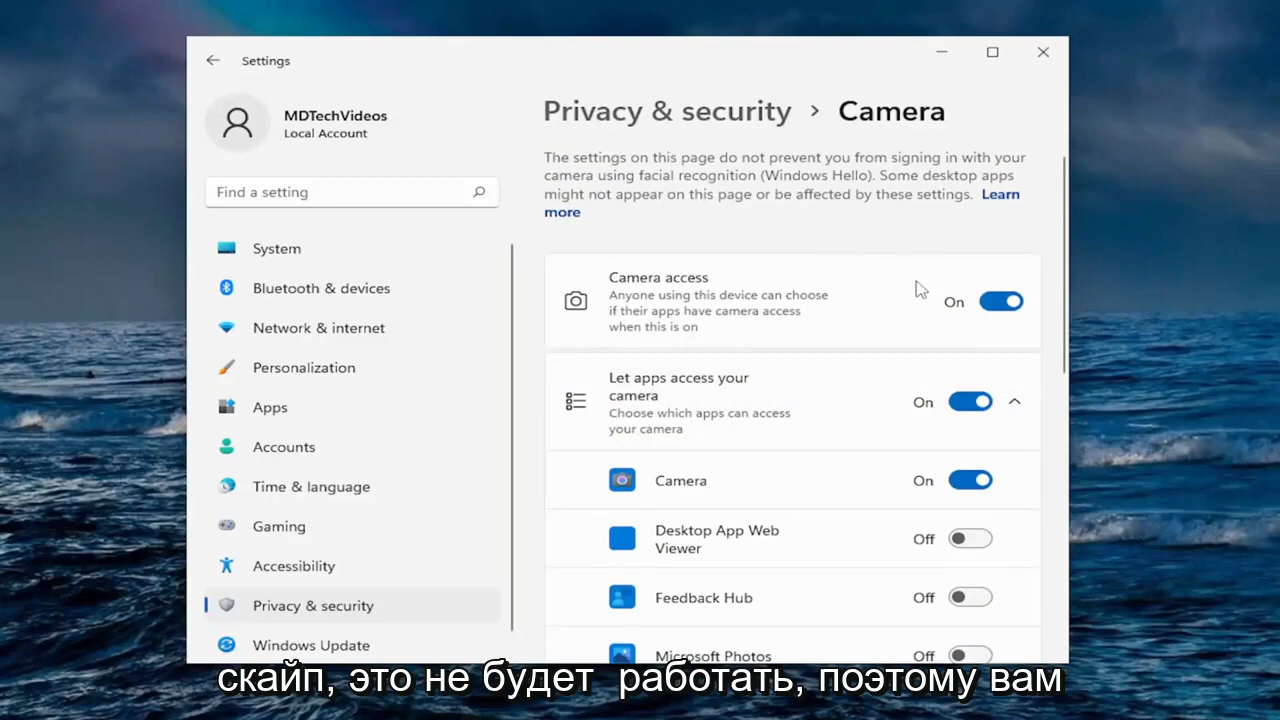 Settings
MDTechVideos
Local Account
Find a setting
System
Bluetooth & devices
Network & internet
Personalization
Apps
Accounts
Time & language
Gaming
Accessibility
Privacy & security
Windows Update
Privacy & security › Camera
The settings on this page do not prevent you from signing in with your
camera using facial recognition (Windows Hello). Some desktop apps
might not appear on this page or be affected by these settings. Learn
more
Camera access
Anyone using this device can choose
if their apps have camera access
when this is on
On
Let apps access your
camera
Choose which apps can access
your camera
On
Camera
On
Desktop App Web
Viewer
Off
Feedback Hub
Off
Microsoft Photos
Off
скайп, это не будет работать, поэтому вам